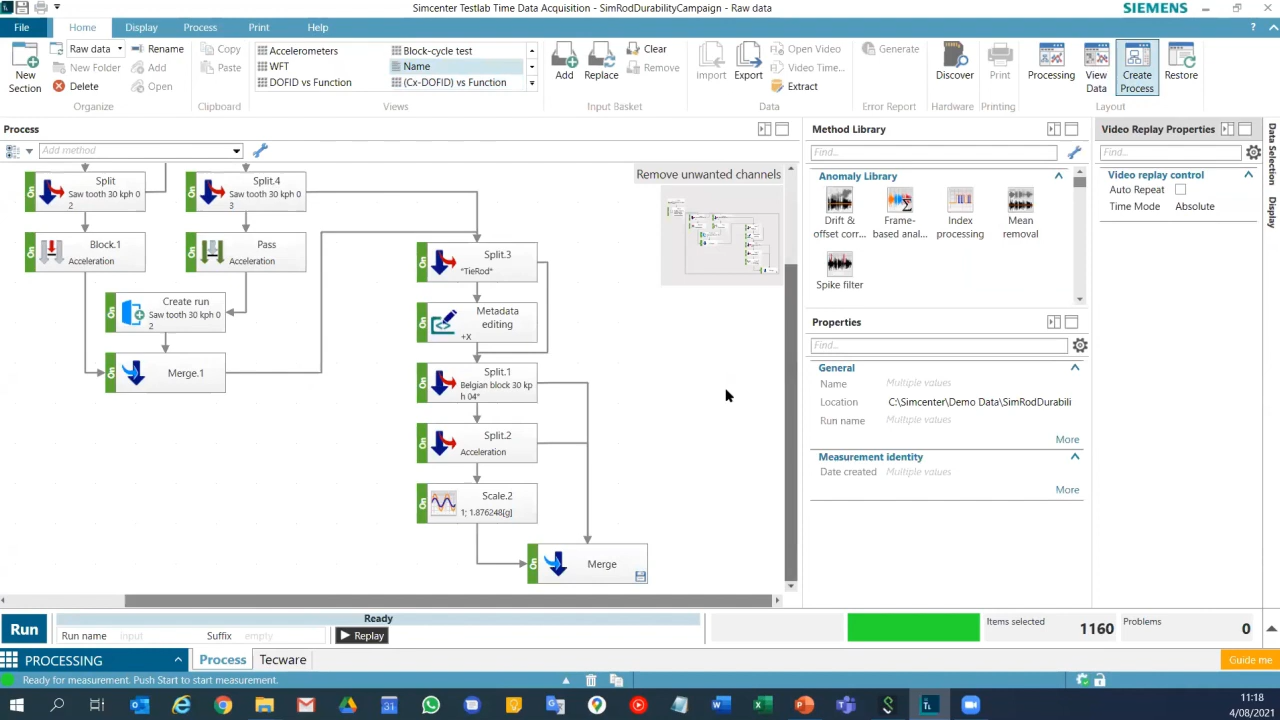 Simcenter Testlab Time Data Acquisition - SimRodDurabilityCampaign - Raw data
SIEMENS
File
Home
Display
Process
Print
Help
New Section
Raw data
New Folder
Delete
Rename
Add
Open
Organize
Copy
Paste
Clipboard
Accelerometers
WFT
DOFID vs Function
Block-cycle test
Name
(Cx-DOFID) vs Function
Views
Add
Replace
Clear
Remove
Input Basket
Import
Export
Open Video
Video Time...
Extract
Data
Generate
Error Report
Discover
Hardware
Print
Printing
Processing
View Data
Create Process
Restore
Layout
Process
Add method
Split
Saw tooth 30 kph 0
2
Split.4
Saw tooth 30 kph 0
3
Block.1
Acceleration
Pass
Acceleration
Create run
Saw tooth 30 kph 0
2
Merge.1
Split.3
*TieRod*
Metadata
editing
+X
Split.1
Belgian block 30 kp
h 04*
Split.2
Acceleration
Scale.2
1; 1.876248[g]
Merge
Remove unwanted channels
Method Library
Find...
Anomaly Library
Drift &
offset corr...
Frame-
based anal...
Index
processing
Mean
removal
Spike filter
Properties
Find...
General
Name Multiple values
Location C:\Simcenter\Demo Data\SimRodDurabili
Run name Multiple values
More
Measurement identity
Date created Multiple values
More
Video Replay Properties
Find...
Video replay control
Auto Repeat
Time Mode Absolute
Data Selection
Display
Run
Ready
Run name input Suffix empty
Replay
Items selected 1160
Problems 0
PROCESSING
Process
Tecware
Guide me
Ready for measurement. Push Start to start measurement.
11:18
4/08/2021